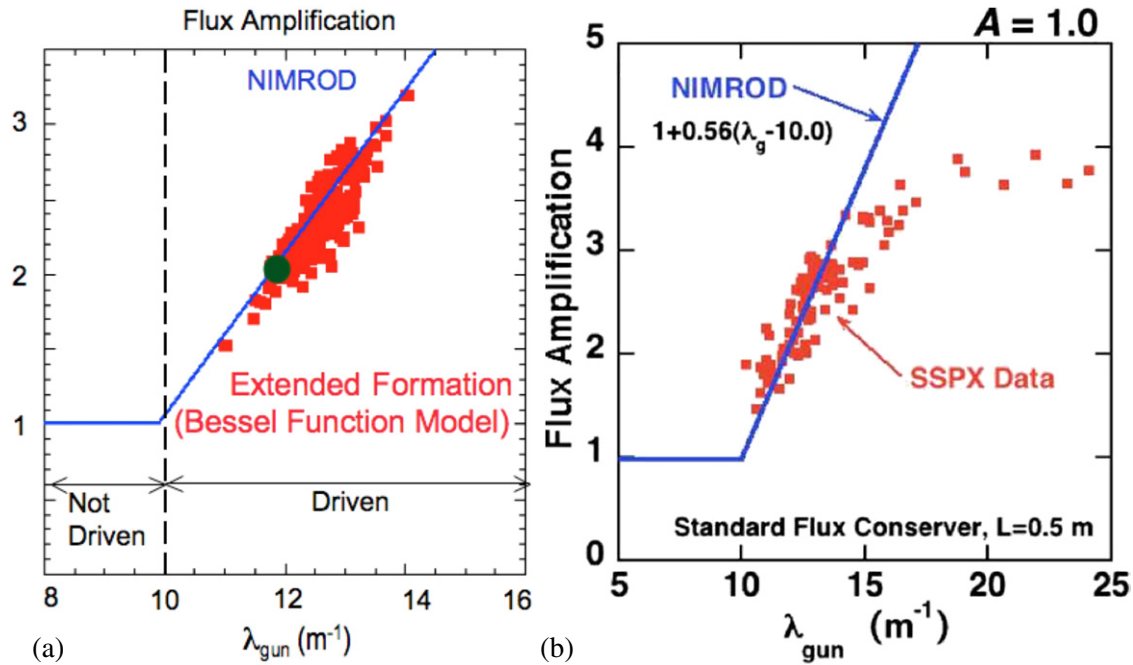 Flux Amplification
NIMROD
3
2
1
Extended Formation
(Bessel Function Model)
Not
Driven
Driven
8 10 12 14 16
(a)
λgun (m⁻¹)
A = 1.0
5
4
3
2
1
0
Flux Amplification
NIMROD
1+0.56(λg-10.0)
SSPX Data
Standard Flux Conserver, L=0.5 m
5 10 15 20 25
(b)
λgun (m⁻¹)